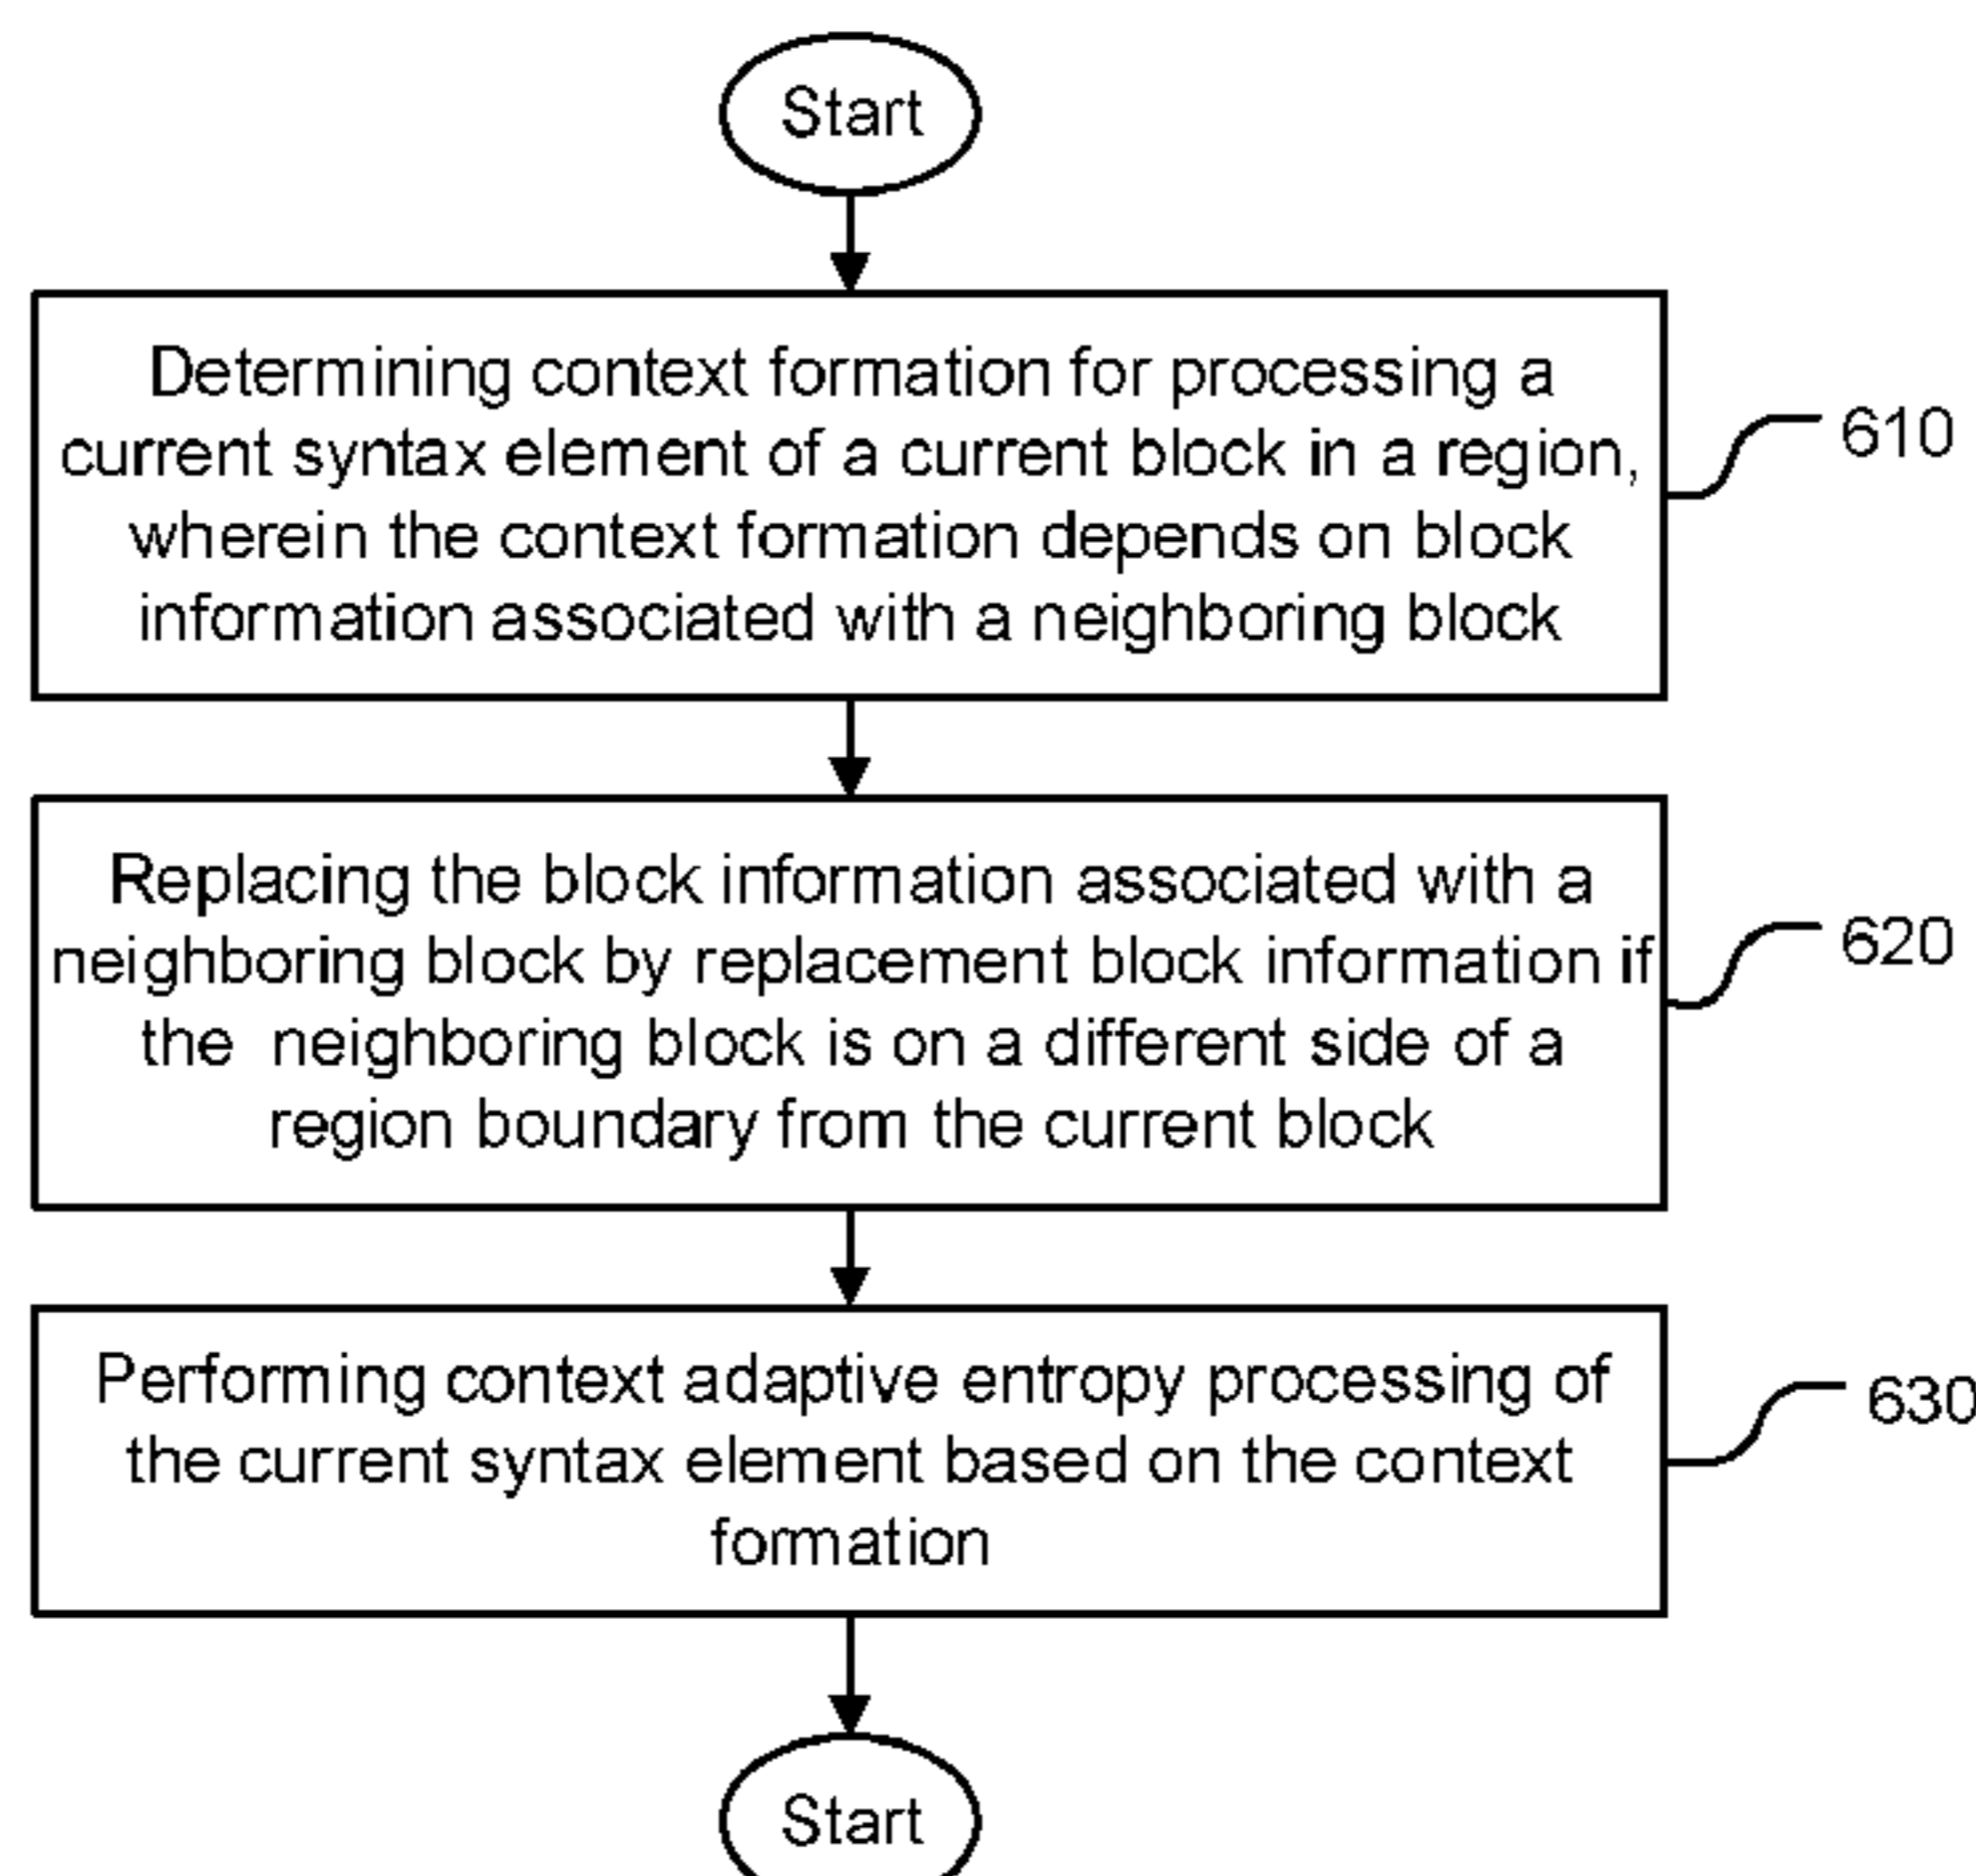 Start
Determining context formation for processing a
current syntax element of a current block in a region,
wherein the context formation depends on block
information associated with a neighboring block
610
Replacing the block information associated with a
neighboring block by replacement block information if
the neighboring block is on a different side of a
region boundary from the current block
620
Performing context adaptive entropy processing of
the current syntax element based on the context
formation
630
Start